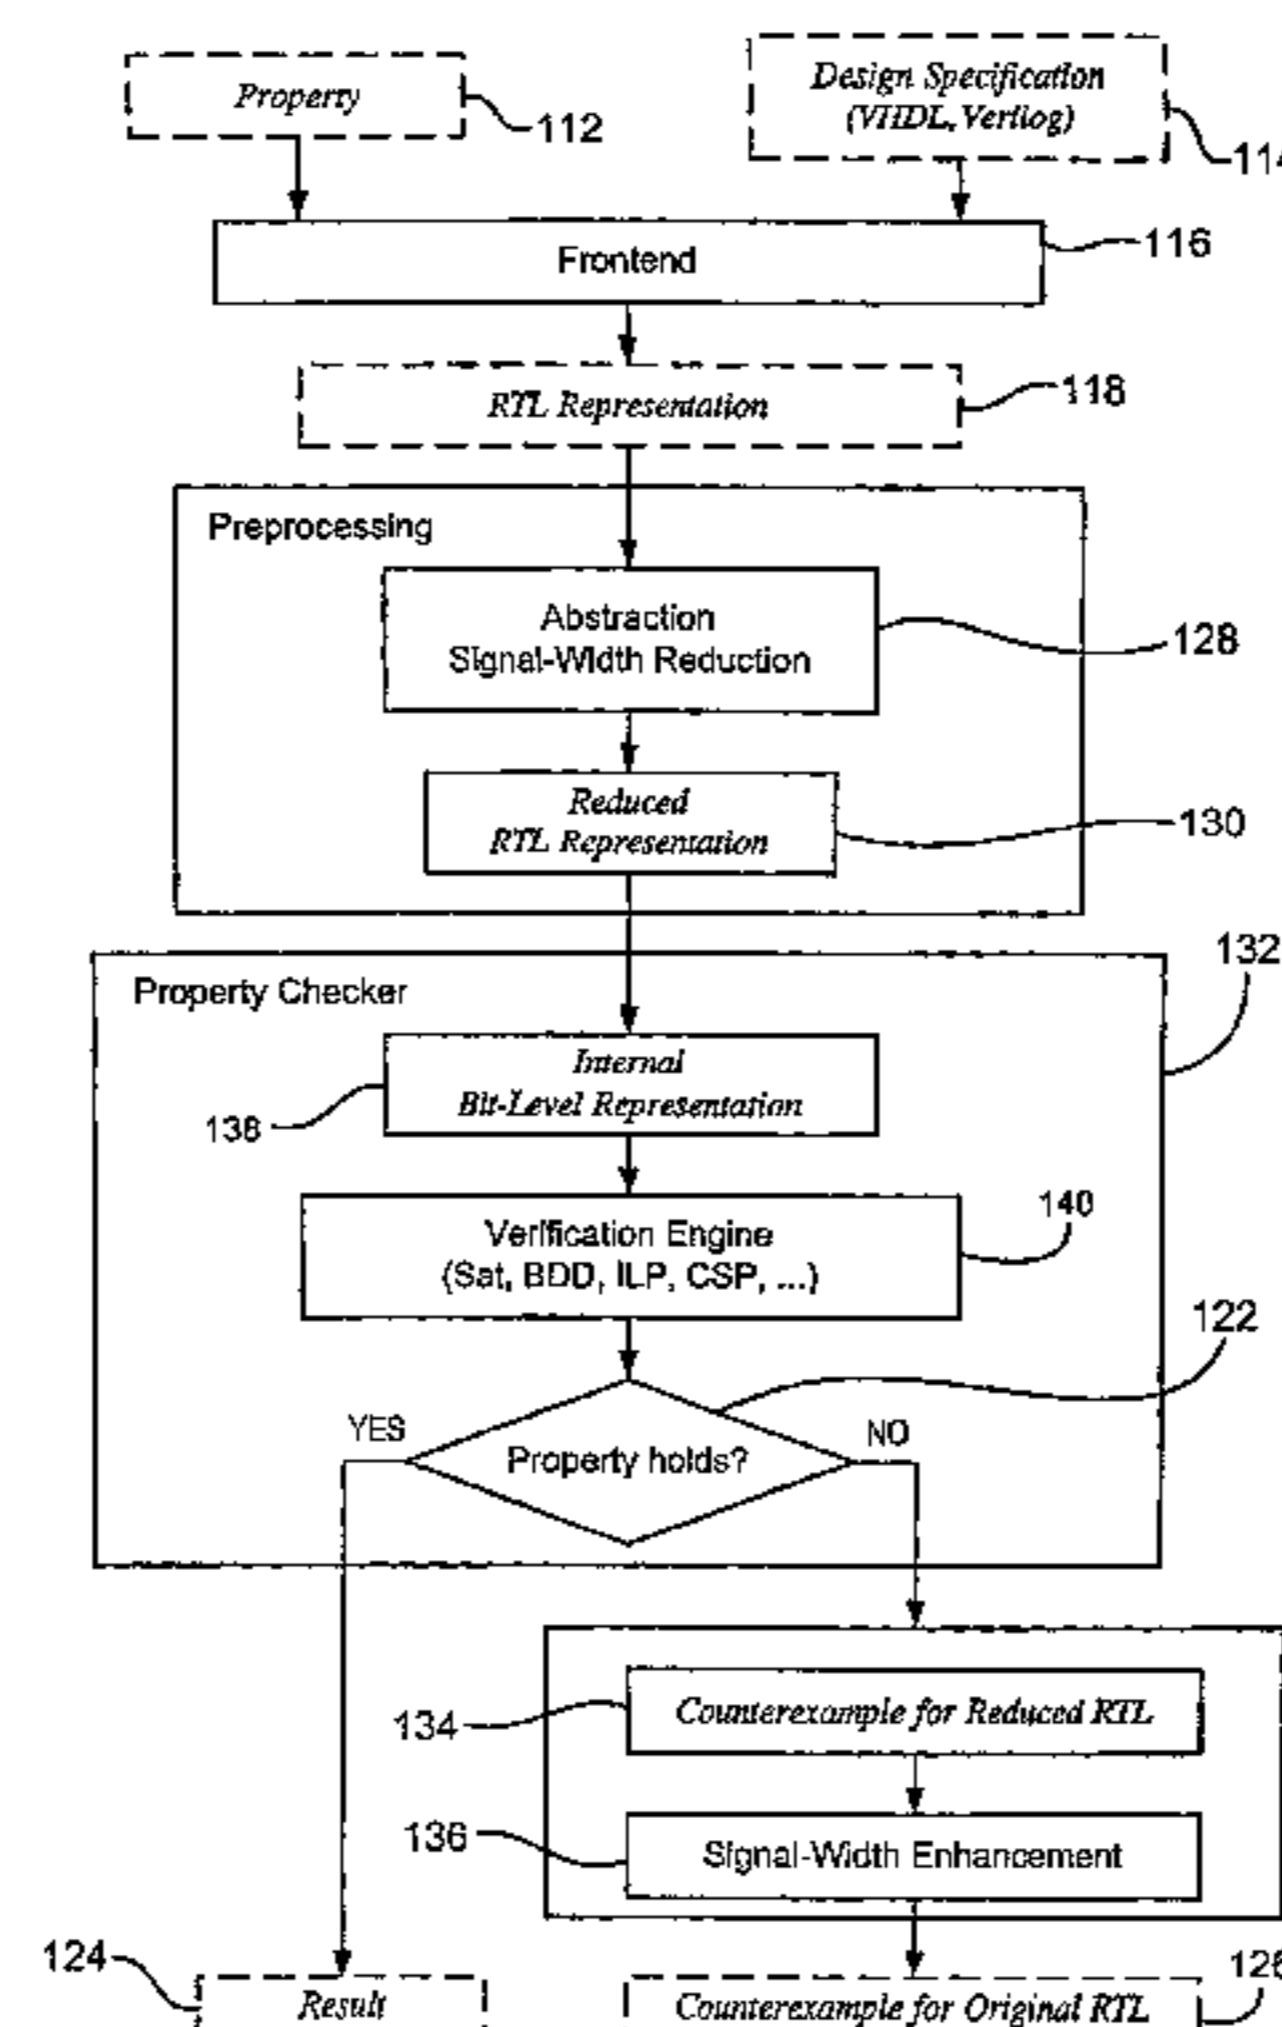 Property
112
Design Specification
(VHDL, Verilog)
114
Frontend
116
RTL Representation
118
Preprocessing
Abstraction
Signal-Width Reduction
128
Reduced
RTL Representation
130
132
Property Checker
Internal
Bit-Level Representation
138
Verification Engine
(Sat, BDD, ILP, CSP, ...)
140
122
YES
NO
Property holds?
134
Counterexample for Reduced RTL
136
Signal-Width Enhancement
124
Result
126
Counterexample for Original RTL